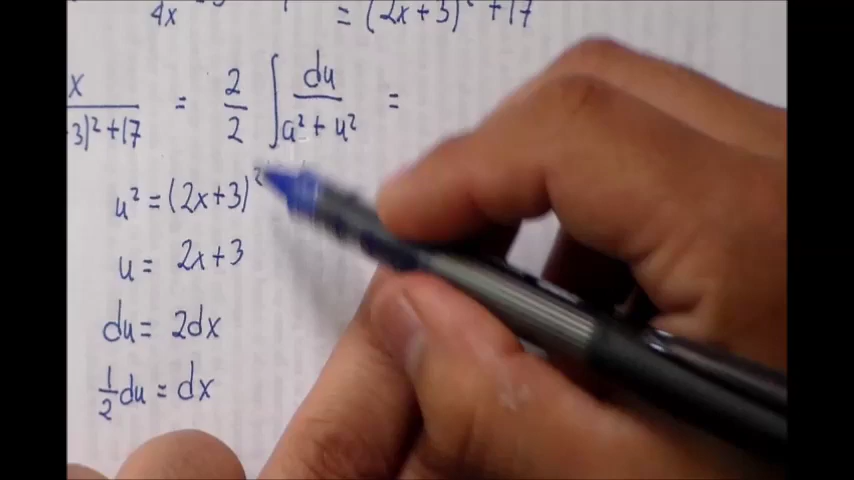 4x = (2x+3)² + 17
x / 3)² + 17 = 2/2 ∫ du / a² + u² =
u² = (2x+3)²
u = 2x+3
du = 2dx
1/2 du = dx